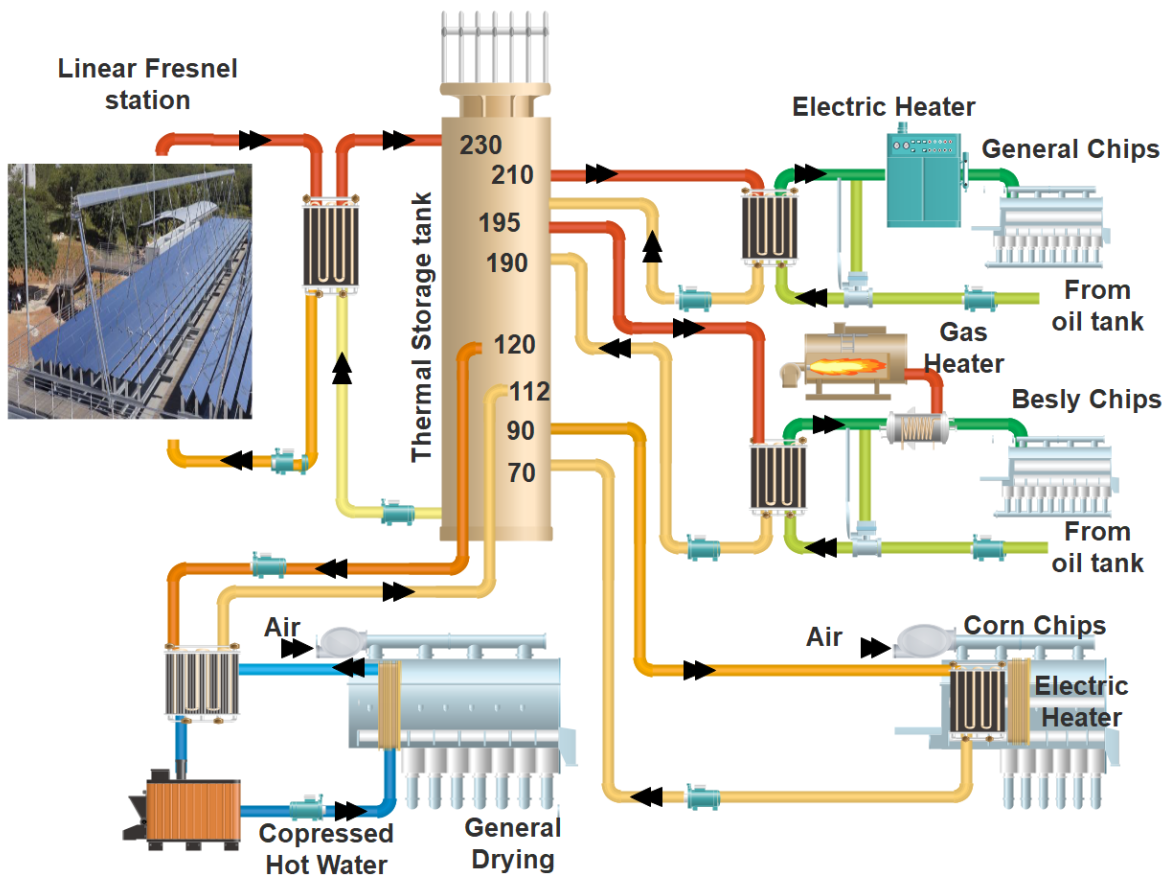 Linear Fresnel
station
Thermal Storage tank
230
210
195
190
120
112
90
70
Electric Heater
General Chips
From
oil tank
Gas
Heater
Besly Chips
From
oil tank
Air
Copressed
Hot Water
General
Drying
Air
Corn Chips
Electric
Heater